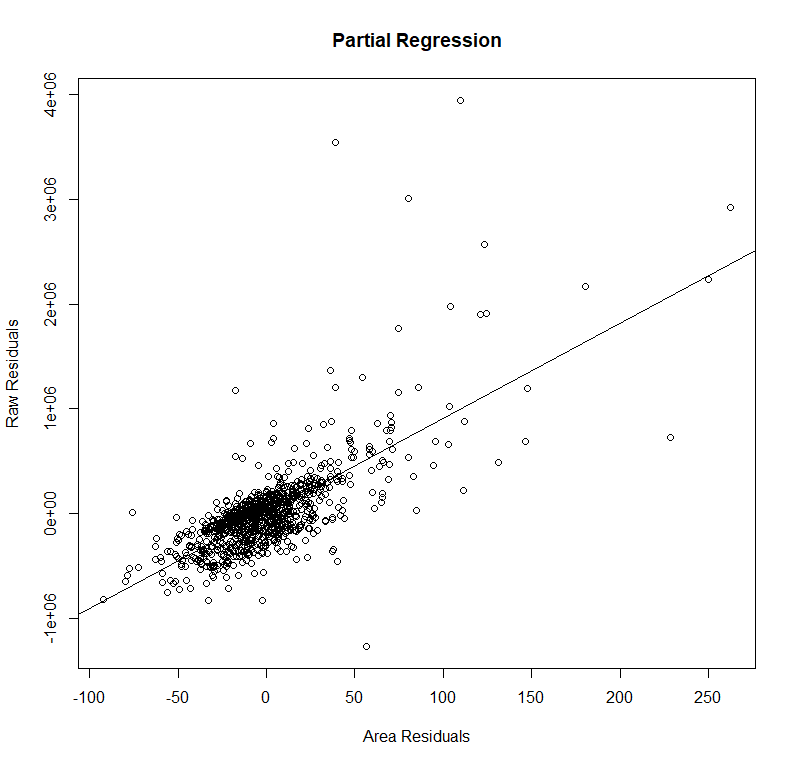 Partial Regression
Raw Residuals
4e+06
3e+06
2e+06
1e+06
0e+00
-1e+06
-100 -50 0 50 100 150 200 250
Area Residuals